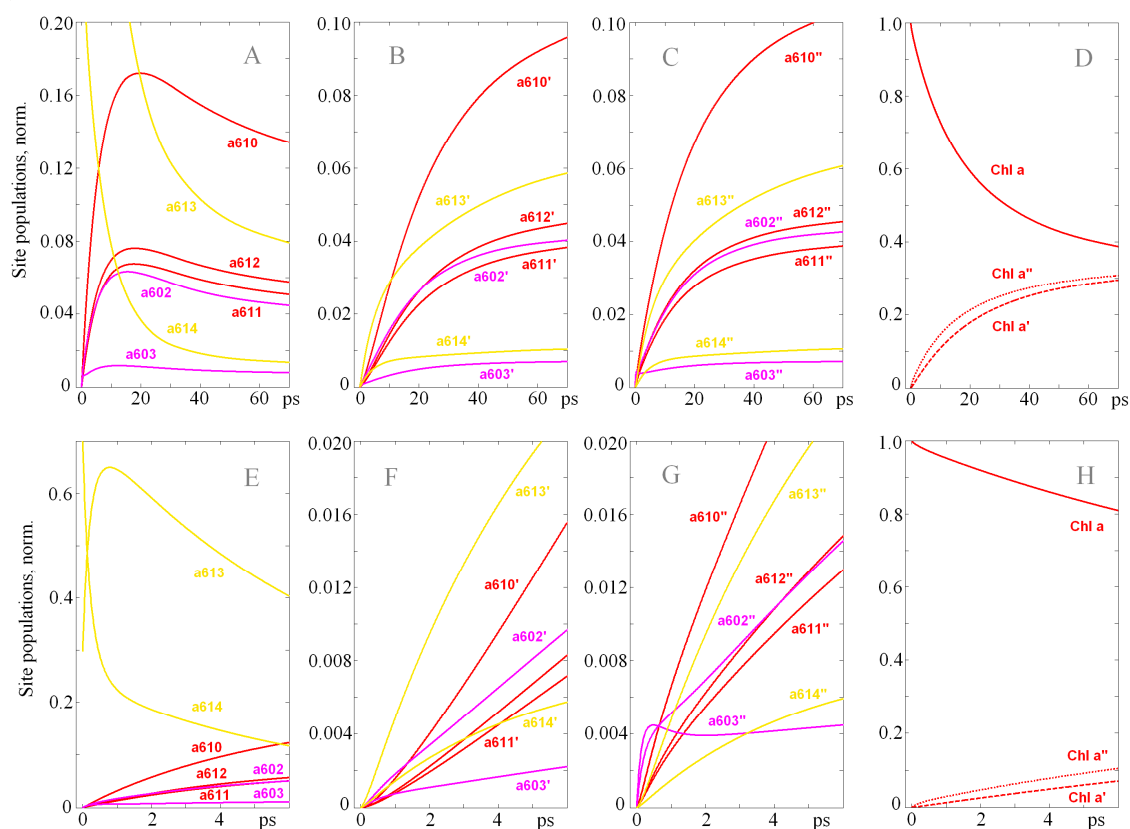 Site populations, norm.
0.20
0.16
0.12
0.08
0.04
0
A
a610
a613
a612
a602
a611
a614
a603
0
20
40
60
ps
0.10
0.08
0.06
0.04
0.02
0
B
a610'
a613'
a612'
a602'
a611'
a614'
a603'
0
20
40
60
ps
0.10
0.08
0.06
0.04
0.02
0
C
a610"
a613"
a612"
a602"
a611"
a614"
a603"
0
20
40
60
ps
1.0
0.8
0.6
0.4
0.2
0
D
Chl a
Chl a"
Chl a'
0
20
40
60
ps
Site populations, norm.
0.6
0.4
0.2
0
E
a613
a614
a610
a612
a602
a611
a603
0
2
4
ps
0.020
0.016
0.012
0.008
0.004
0
F
a613'
a610'
a602'
a614'
a611'
a603'
0
2
4
ps
0.020
0.016
0.012
0.008
0.004
0
G
a613"
a610"
a612"
a602"
a611"
a614"
a603"
0
2
4
ps
1.0
0.8
0.6
0.4
0.2
0
H
Chl a
Chl a"
Chl a'
0
2
4
ps